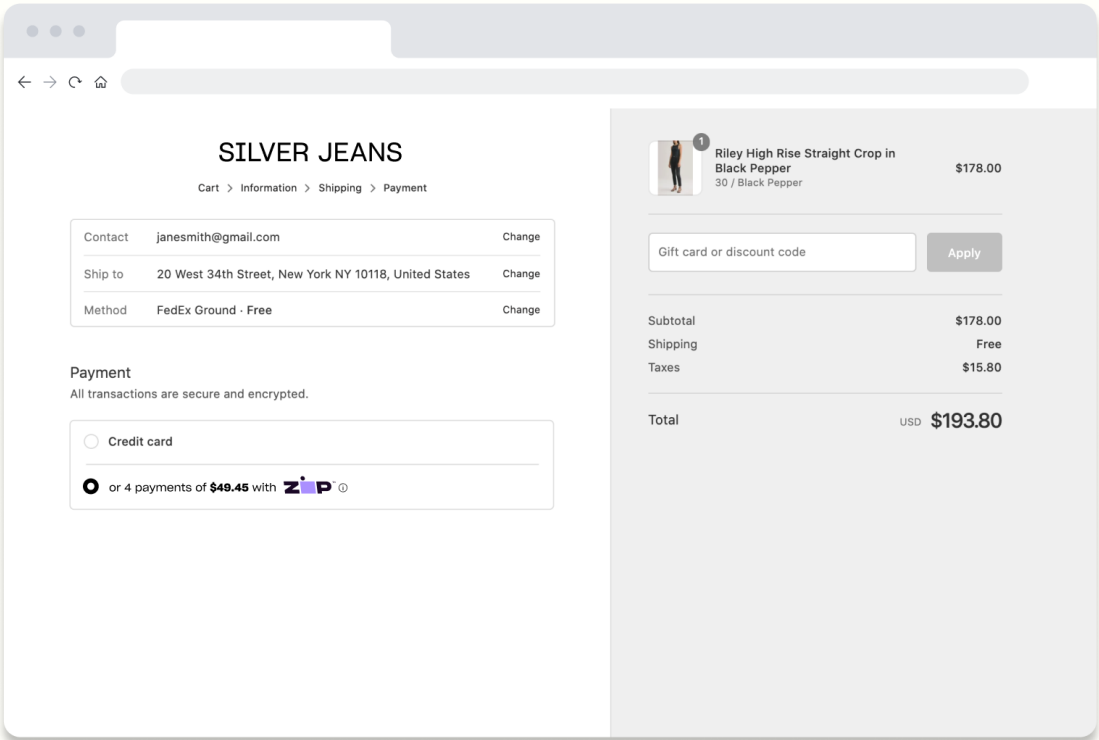 SILVER JEANS
Cart > Information > Shipping > Payment
Contact janesmith@gmail.com Change
Ship to 20 West 34th Street, New York NY 10118, United States Change
Method FedEx Ground · Free Change
Payment
All transactions are secure and encrypted.
Credit card
or 4 payments of $49.45 with ZIP
1
Riley High Rise Straight Crop in
Black Pepper
30 / Black Pepper
$178.00
Gift card or discount code
Apply
Subtotal $178.00
Shipping Free
Taxes $15.80
Total USD $193.80